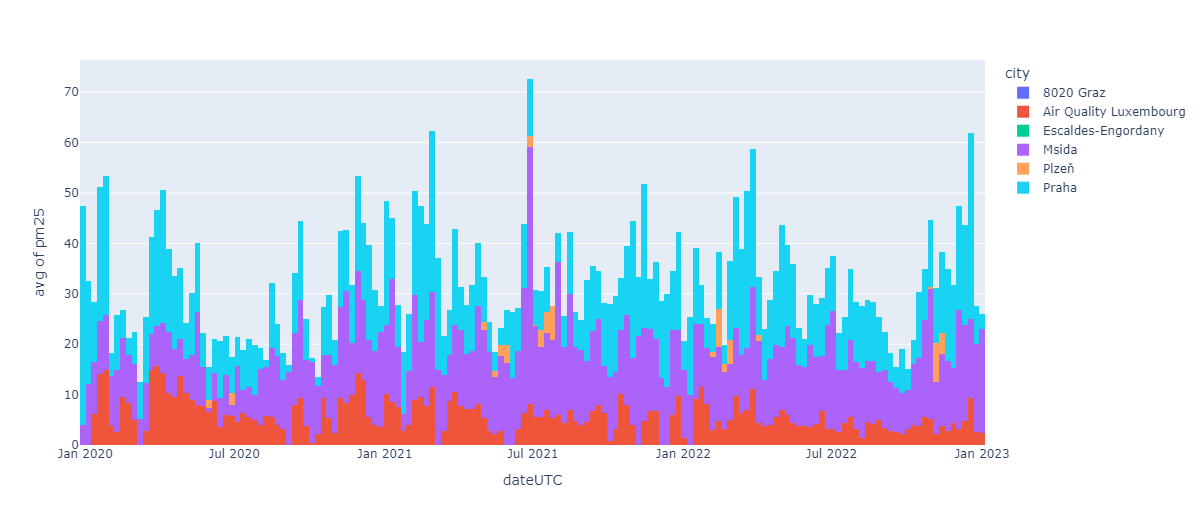 city
8020 Graz
Air Quality Luxembourg
Escaldes-Engordany
Msida
Plzeň
Praha
avg of pm25
70
60
50
40
30
20
10
0
Jan 2020
Jul 2020
Jan 2021
Jul 2021
Jan 2022
Jul 2022
Jan 2023
dateUTC